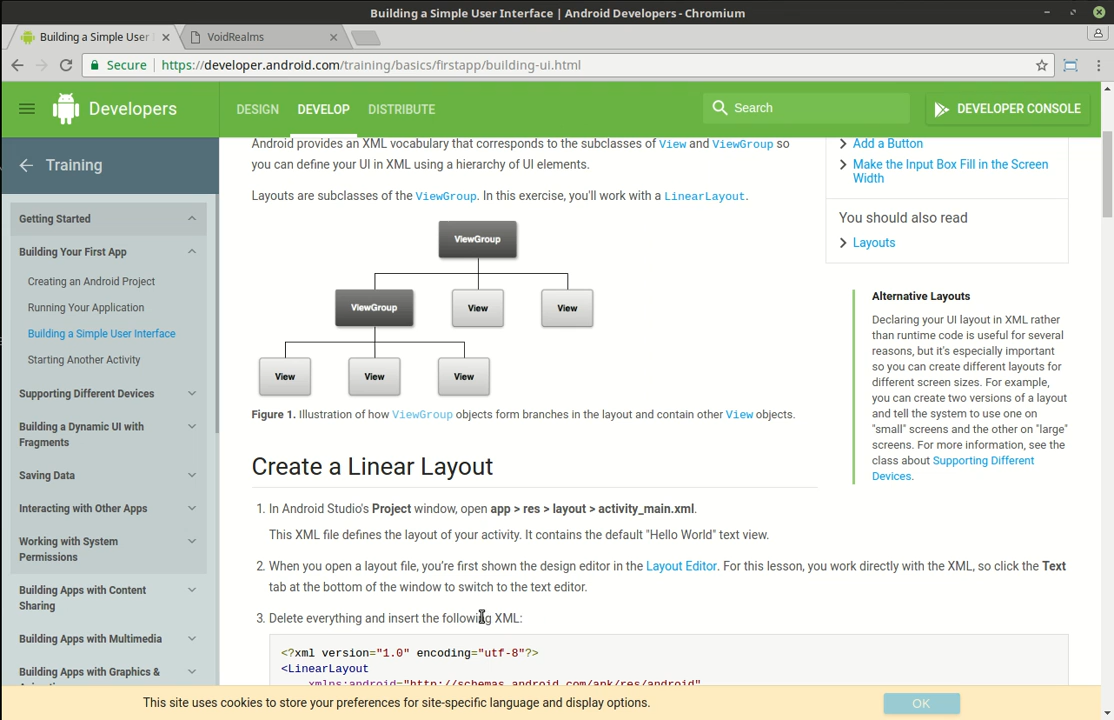 Building a Simple User Interface | Android Developers - Chromium
Building a Simple User
VoidRealms
Secure
https://developer.android.com/training/basics/firstapp/building-ui.html
Developers
DESIGN
DEVELOP
DISTRIBUTE
Search
DEVELOPER CONSOLE
Training
Getting Started
Building Your First App
Creating an Android Project
Running Your Application
Building a Simple User Interface
Starting Another Activity
Supporting Different Devices
Building a Dynamic UI with
Fragments
Saving Data
Interacting with Other Apps
Working with System
Permissions
Building Apps with Content
Sharing
Building Apps with Multimedia
Building Apps with Graphics &
Android provides an XML vocabulary that corresponds to the subclasses of View and ViewGroup so
you can define your UI in XML using a hierarchy of UI elements.
Layouts are subclasses of the ViewGroup. In this exercise, you'll work with a LinearLayout.
ViewGroup
ViewGroup
View
View
View
View
View
Figure 1. Illustration of how ViewGroup objects form branches in the layout and contain other View objects.
Create a Linear Layout
1. In Android Studio's Project window, open app > res > layout > activity_main.xml.
This XML file defines the layout of your activity. It contains the default "Hello World" text view.
2. When you open a layout file, you're first shown the design editor in the Layout Editor. For this lesson, you work directly with the XML, so click the Text
tab at the bottom of the window to switch to the text editor.
3. Delete everything and insert the following XML:
<?xml version="1.0" encoding="utf-8"?>
<LinearLayout
xmlns:android="http://schemas.android.com/apk/res/android"
Add a Button
Make the Input Box Fill in the Screen
Width
You should also read
Layouts
Alternative Layouts
Declaring your UI layout in XML rather
than runtime code is useful for several
reasons, but it's especially important
so you can create different layouts for
different screen sizes. For example,
you can create two versions of a layout
and tell the system to use one on
"small" screens and the other on "large"
screens. For more information, see the
class about Supporting Different
Devices.
This site uses cookies to store your preferences for site-specific language and display options.
OK